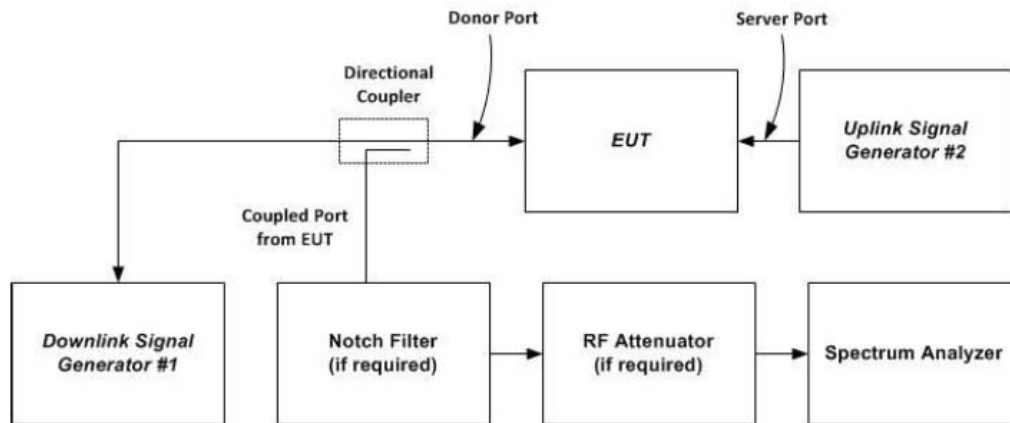 Donor Port
Server Port
Directional
Coupler
EUT
Uplink Signal
Generator #2
Coupled Port
from EUT
Downlink Signal
Generator #1
Notch Filter
(if required)
RF Attenuator
(if required)
Spectrum Analyzer